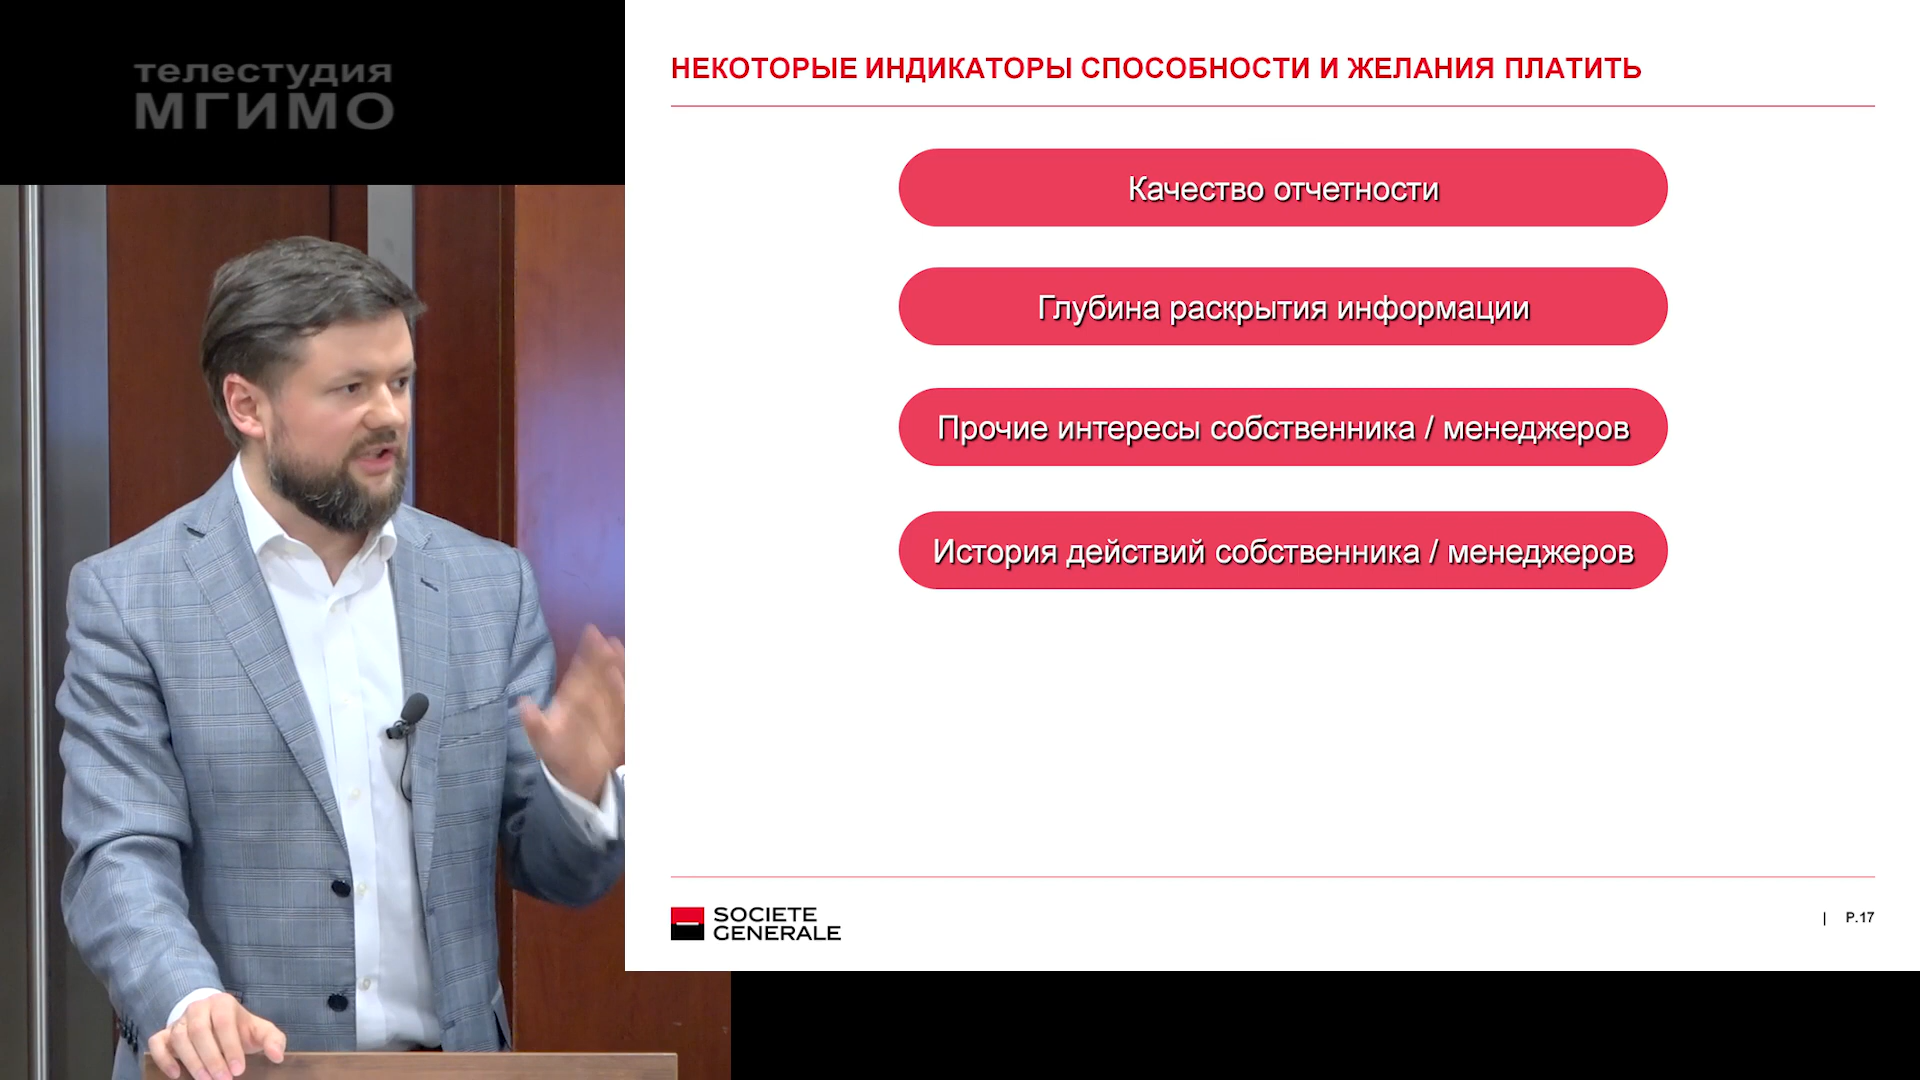 телестудия
МГИМО
НЕКОТОРЫЕ ИНДИКАТОРЫ СПОСОБНОСТИ И ЖЕЛАНИЯ ПЛАТИТЬ
Качество отчетности
Глубина раскрытия информации
Прочие интересы собственника / менеджеров
История действий собственника / менеджеров
SOCIETE
GENERALE
| P.17